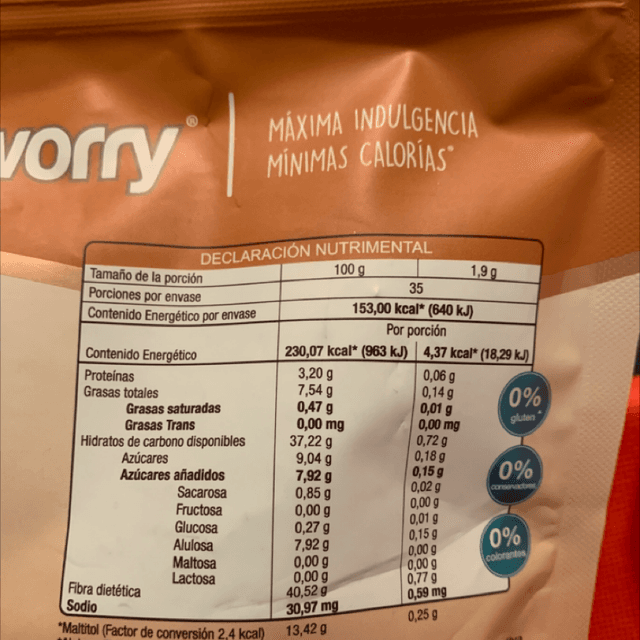 worry®
MÁXIMA INDULGENCIA
MÍNIMAS CALORÍAS*
DECLARACIÓN NUTRIMENTAL
Tamaño de la porción 100 g 1,9 g
Porciones por envase 35
Contenido Energético por envase 153,00 kcal* (640 kJ)
Por porción
Contenido Energético 230,07 kcal* (963 kJ) 4,37 kcal* (18,29 kJ)
Proteínas 3,20 g 0,06 g
Grasas totales 7,54 g 0,14 g
Grasas saturadas 0,47 g 0,01 g
Grasas Trans 0,00 mg 0,00 mg
Hidratos de carbono disponibles 37,22 g 0,72 g
Azúcares 9,04 g 0,18 g
Azúcares añadidos 7,92 g 0,15 g
Sacarosa 0,85 g 0,02 g
Fructosa 0,00 g 0,00 g
Glucosa 0,27 g 0,01 g
Alulosa 7,92 g 0,15 g
Maltosa 0,00 g 0,00 g
Lactosa 0,00 g 0,00 g
Fibra dietética 40,52 g 0,77 g
Sodio 30,97 mg 0,59 mg
*Maltitol (Factor de conversión 2,4 kcal) 13,42 g 0,25 g
0%
gluten*
0%
conservadores
0%
colorantes